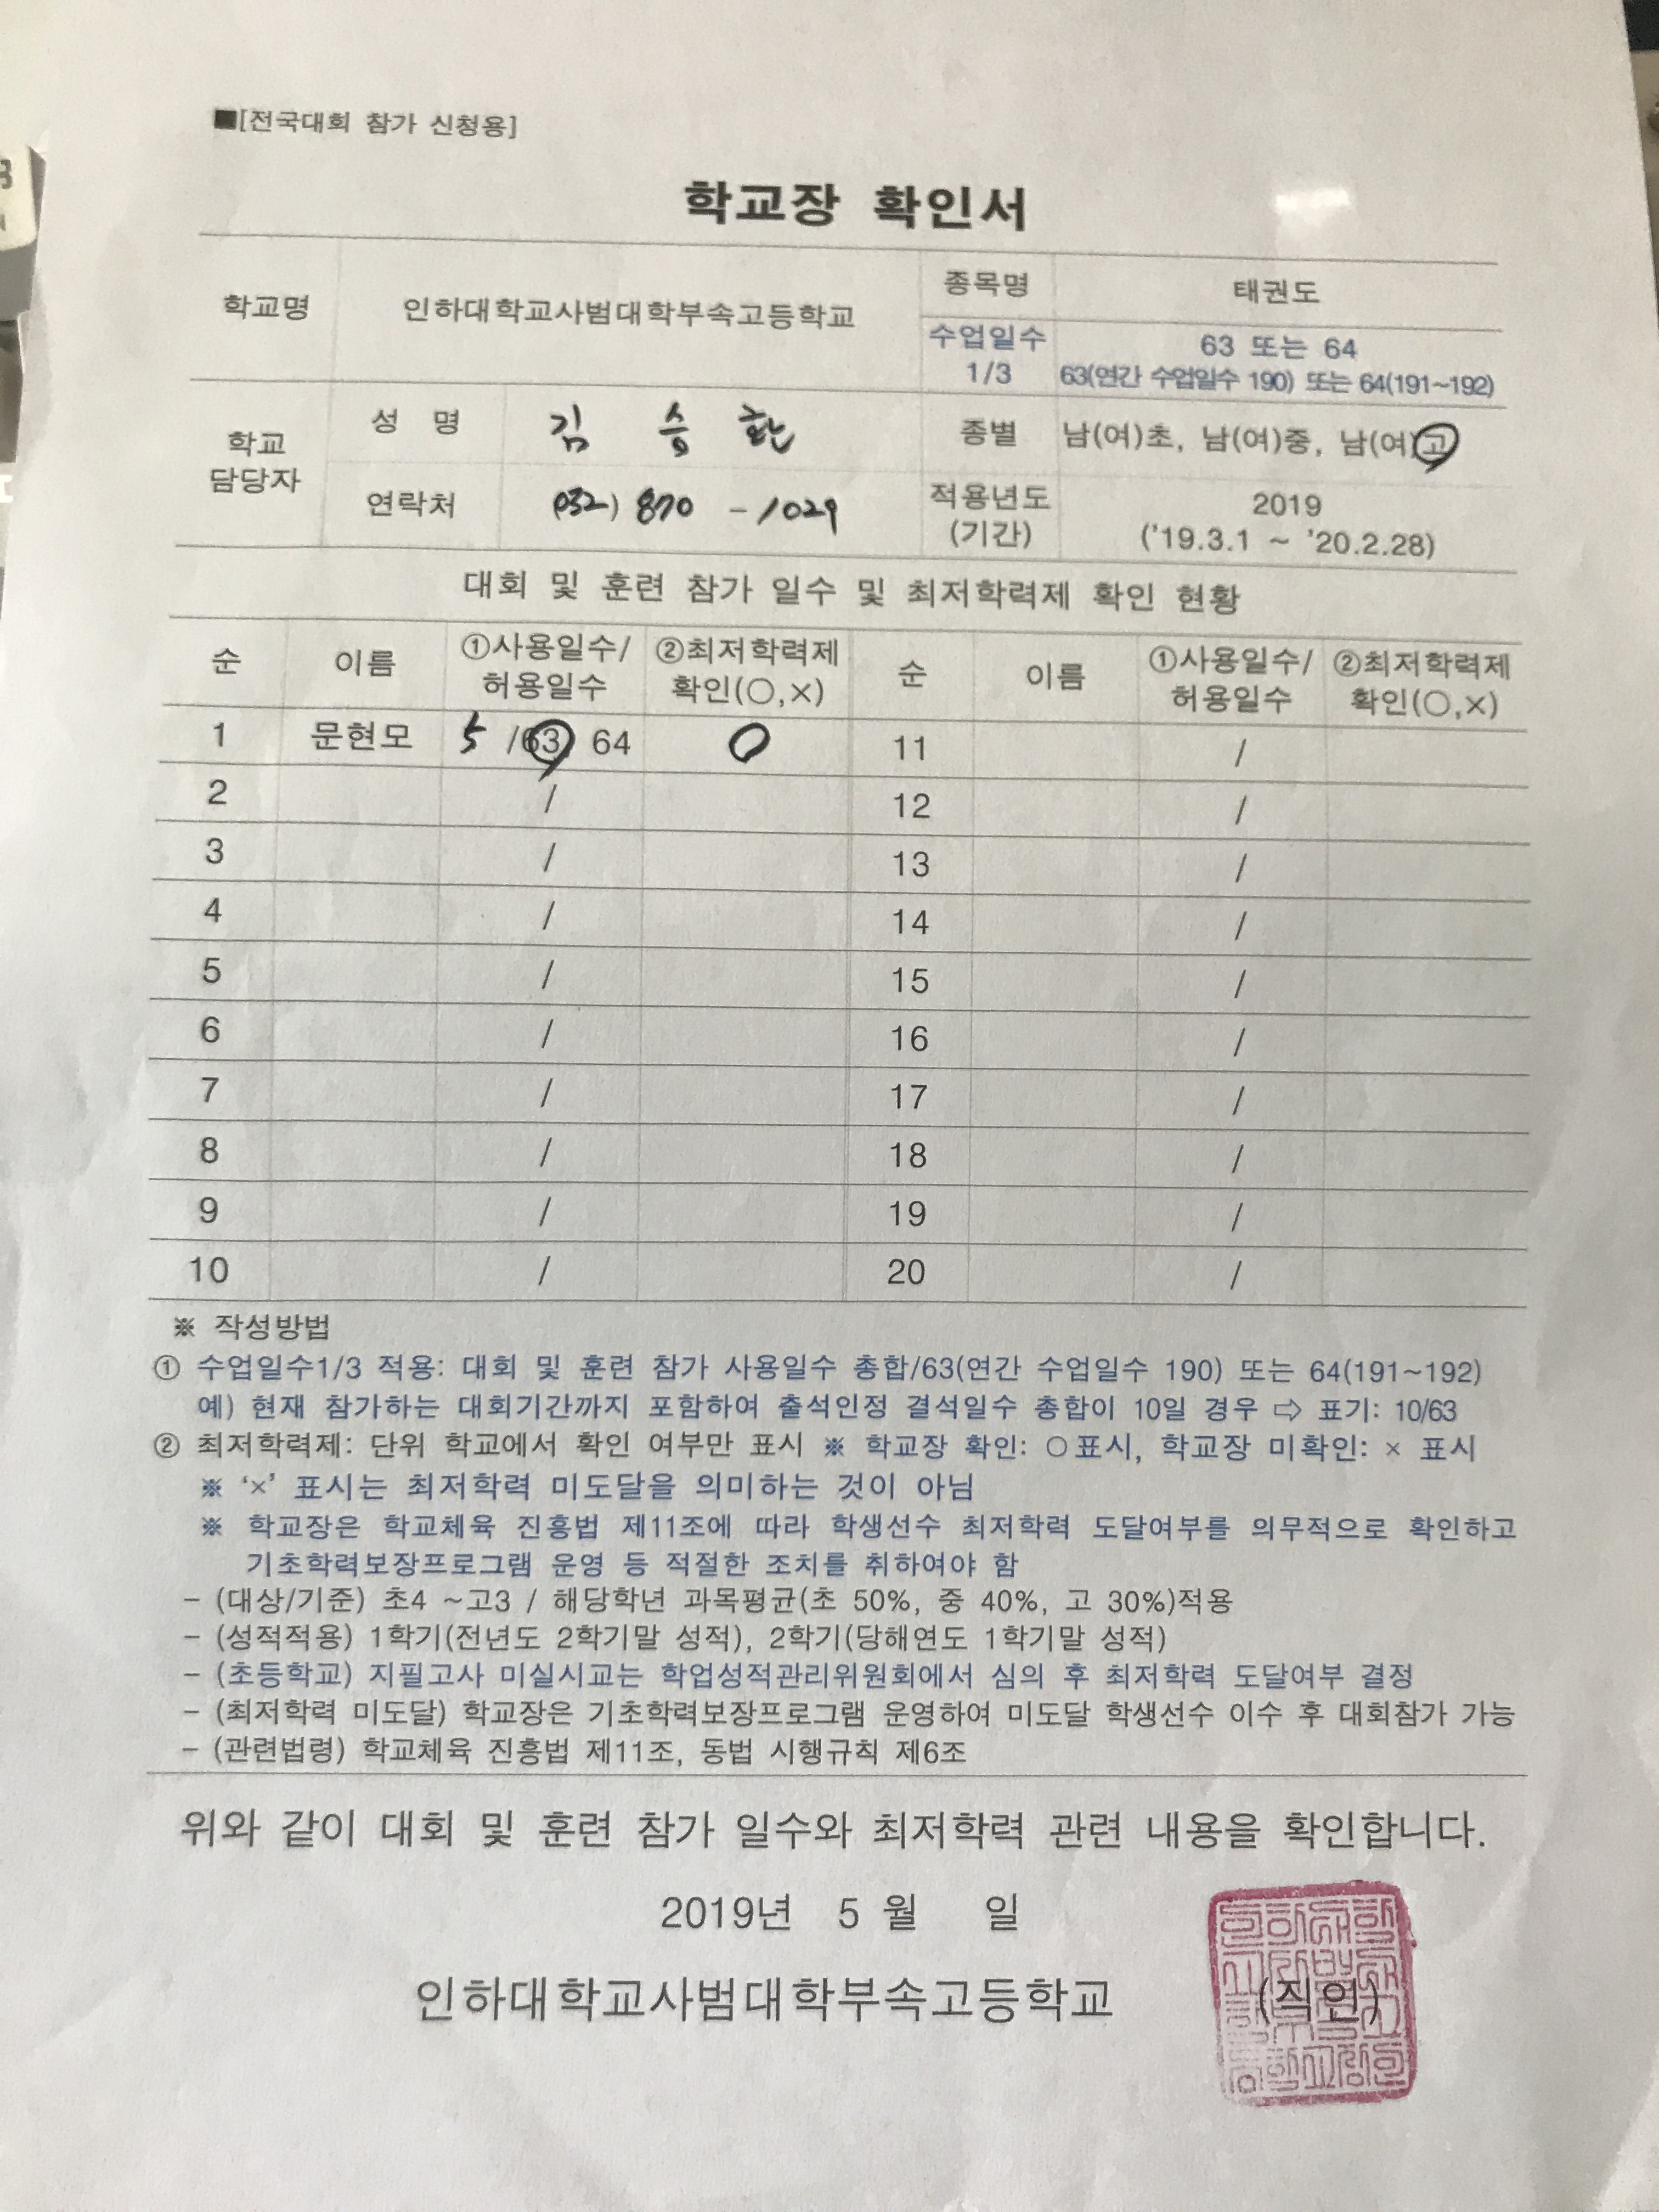 ■[전국대회 참가 신청용]
학교장 확인서
학교명 인하대학교사범대학부속고등학교 종목명 태권도
수업일수 1/3 63 또는 64
63(연간 수업일수 190) 또는 64(191~192)
학교 담당자 성 명 김 승 환 종별 남(여)초, 남(여)중, 남(여)고
연락처 (032) 870 - 1029 적용년도 (기간) 2019
('19.3.1 ~ '20.2.28)
대회 및 훈련 참가 일수 및 최저학력제 확인 현황
순 이름 ①사용일수/허용일수 ②최저학력제 확인(○,×) 순 이름 ①사용일수/허용일수 ②최저학력제 확인(○,×)
1 문현모 5 /63, 64 O 11 /
2 / 12 /
3 / 13 /
4 / 14 /
5 / 15 /
6 / 16 /
7 / 17 /
8 / 18 /
9 / 19 /
10 / 20 /
※ 작성방법
① 수업일수1/3 적용: 대회 및 훈련 참가 사용일수 총합/63(연간 수업일수 190) 또는 64(191~192)
예) 현재 참가하는 대회기간까지 포함하여 출석인정 결석일수 총합이 10일 경우 ⇨ 표기: 10/63
② 최저학력제: 단위 학교에서 확인 여부만 표시 ※ 학교장 확인: ○표시, 학교장 미확인: × 표시
※ '×' 표시는 최저학력 미도달을 의미하는 것이 아님
※ 학교장은 학교체육 진흥법 제11조에 따라 학생선수 최저학력 도달여부를 의무적으로 확인하고
기초학력보장프로그램 운영 등 적절한 조치를 취하여야 함
- (대상/기준) 초4 ~고3 / 해당학년 과목평균(초 50%, 중 40%, 고 30%)적용
- (성적적용) 1학기(전년도 2학기말 성적), 2학기(당해연도 1학기말 성적)
- (초등학교) 지필고사 미실시교는 학업성적관리위원회에서 심의 후 최저학력 도달여부 결정
- (최저학력 미도달) 학교장은 기초학력보장프로그램 운영하여 미도달 학생선수 이수 후 대회참가 가능
- (관련법령) 학교체육 진흥법 제11조, 동법 시행규칙 제6조
위와 같이 대회 및 훈련 참가 일수와 최저학력 관련 내용을 확인합니다.
2019년 5 월 일
인하대학교사범대학부속고등학교 (직인)